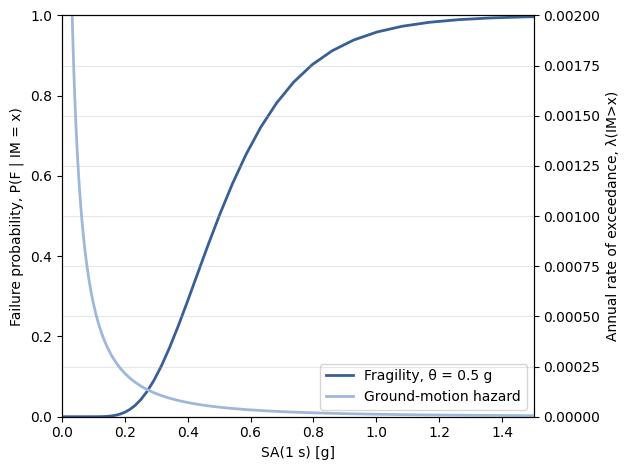 1.0
0.8
0.6
0.4
0.2
0.0
Failure probability, P(F | IM = x)
0.00200
0.00175
0.00150
0.00125
0.00100
0.00075
0.00050
0.00025
0.00000
Annual rate of exceedance, λ(IM>x)
Fragility, θ = 0.5 g
Ground-motion hazard
0.0 0.2 0.4 0.6 0.8 1.0 1.2 1.4
SA(1 s) [g]